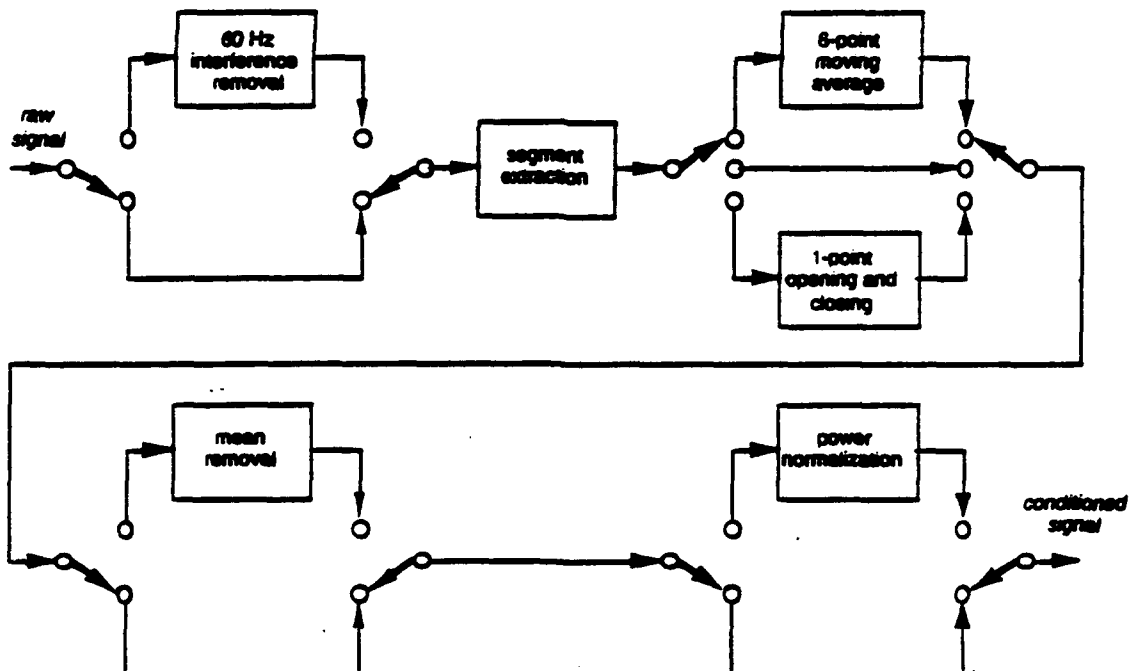 60 Hz
interference
removal
raw
signal
segment
extraction
6-point
moving
average
1-point
opening and
closing
mean
removal
power
normalization
conditioned
signal